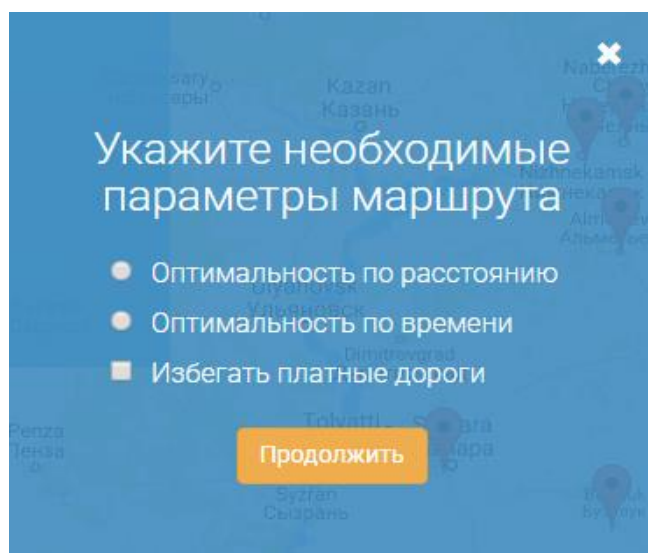 Kazan
Казань
Укажите необходимые
параметры маршрута
Оптимальность по расстоянию
Ulyanovsk
Ульяновск
Оптимальность по времени
Dimitrovgrad
Избегать платные дороги
Tolyatti
Penza
Пенза
Продолжить
Syzran
Сызрань